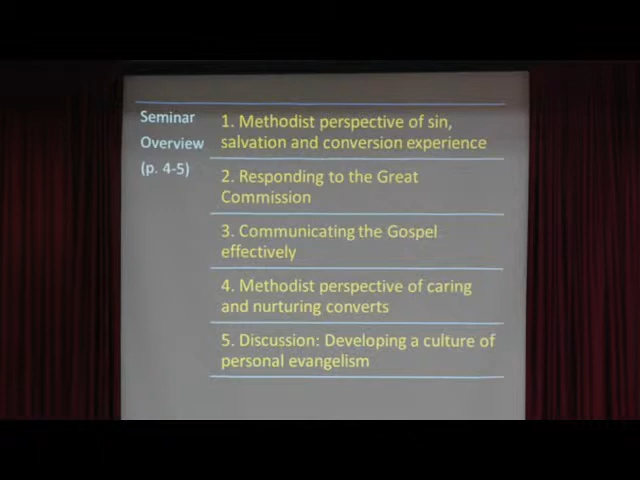 Seminar
Overview
(p. 4-5)
1. Methodist perspective of sin,
salvation and conversion experience
2. Responding to the Great
Commission
3. Communicating the Gospel
effectively
4. Methodist perspective of caring
and nurturing converts
5. Discussion: Developing a culture of
personal evangelism